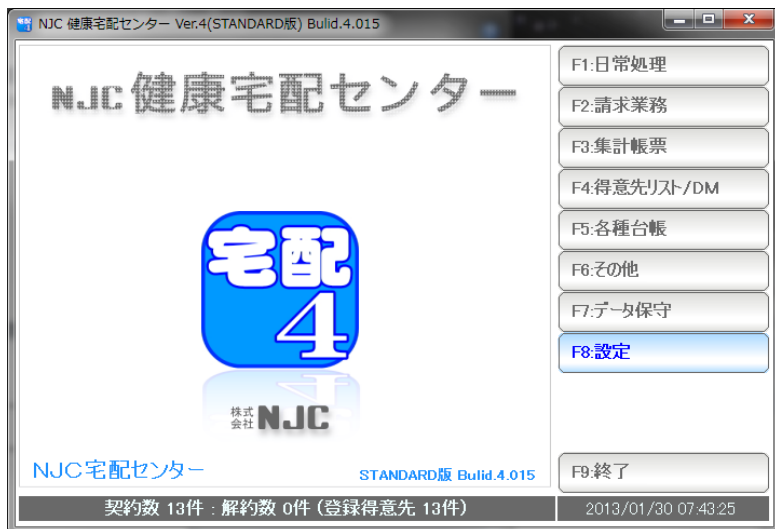 NJC 健康宅配センター Ver.4(STANDARD版) Bulid.4.015
NJC健康宅配センター
宅配
4
株式会社 NJC
NJC宅配センター
STANDARD版 Bulid.4.015
F1:日常処理
F2:請求業務
F3:集計帳票
F4:得意先リスト/DM
F5:各種台帳
F6:その他
F7:データ保守
F8:設定
F9:終了
契約数 13件 : 解約数 0件 (登録得意先 13件)
2013/01/30 07:43:25